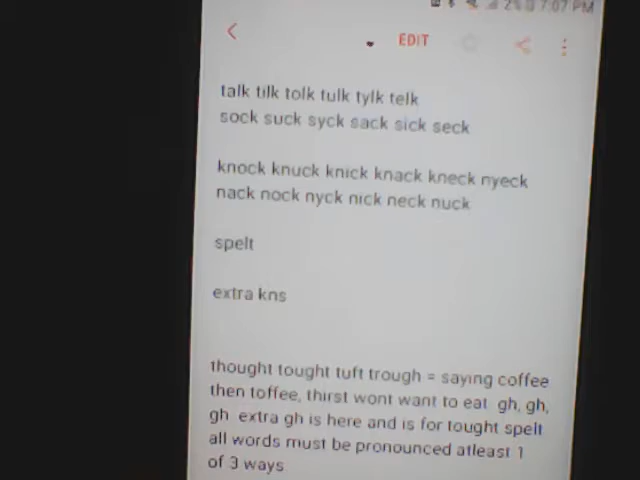 7:07 PM
EDIT
talk tilk tolk tulk tylk telk
sock suck syck sack sick seck
knock knuck knick knack kneck nyeck
nack nock nyck nick neck nuck
spelt
extra kns
thought tought tuft trough = saying coffee
then toffee, thirst wont want to eat gh, gh,
gh extra gh is here and is for tought spelt
all words must be pronounced atleast 1
of 3 ways